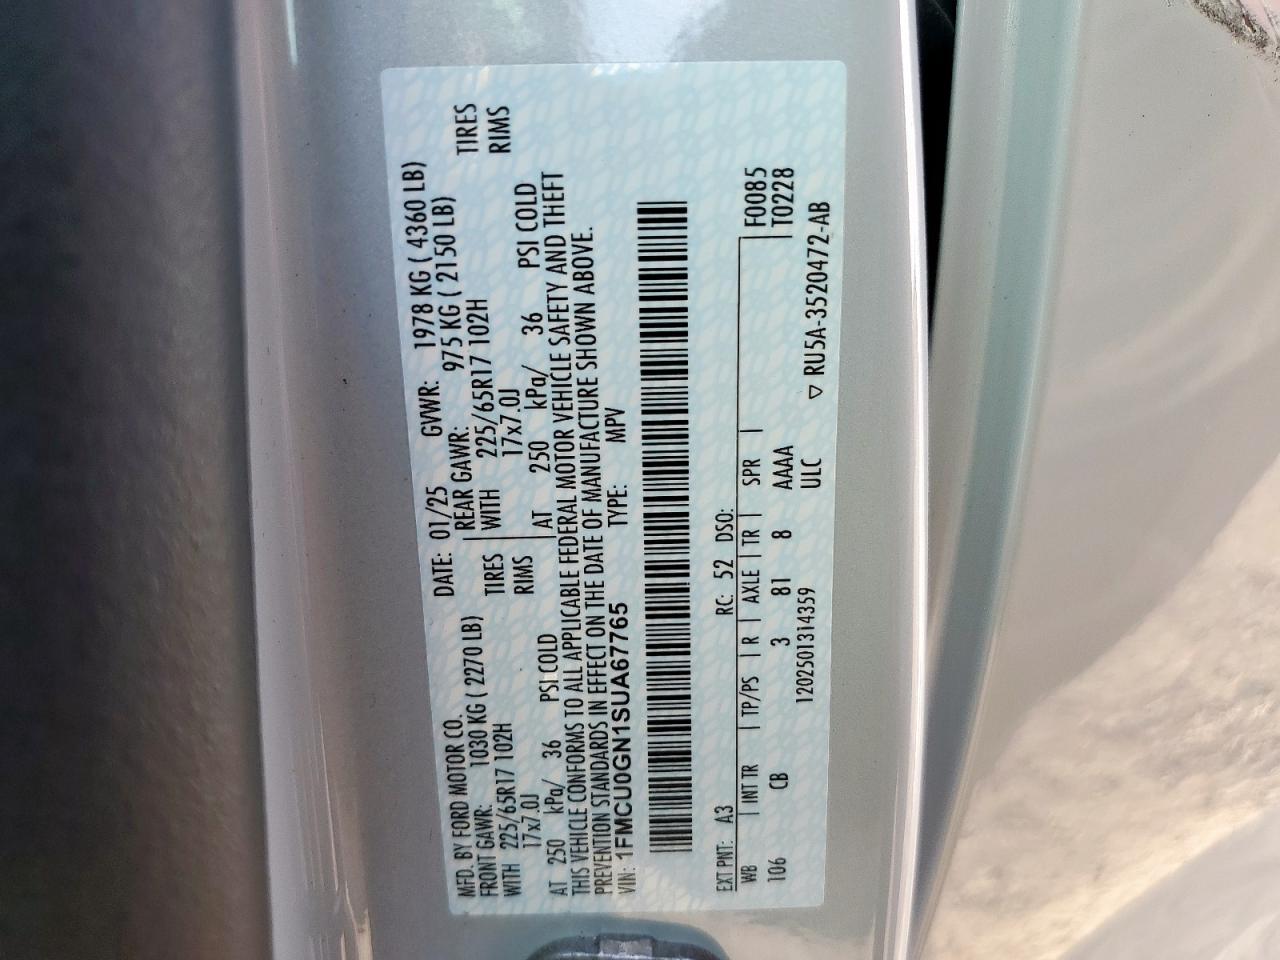 MFD. BY FORD MOTOR CO. DATE: 01/25 GVWR: 1978 KG ( 4360 LB)
FRONT GAWR: 1030 KG ( 2270 LB) REAR GAWR: 975 KG ( 2150 LB)
WITH 225/65R17 102H TIRES WITH 225/65R17 102H TIRES
17x7.0J RIMS 17x7.0J RIMS
AT 250 kPa/ 36 PSI COLD AT 250 kPa/ 36 PSI COLD
THIS VEHICLE CONFORMS TO ALL APPLICABLE FEDERAL MOTOR VEHICLE SAFETY AND THEFT
PREVENTION STANDARDS IN EFFECT ON THE DATE OF MANUFACTURE SHOWN ABOVE.
VIN: 1FMCU0GN1SUA67765 TYPE: MPV
EXT PNT: A3 RC: 52 DSO:
WB | INT TR | TP/PS | R | AXLE | TR | SPR | F0085
106 CB 3 81 8 AAAA T0228
1202501314359 ULC
▽ RU5A-3520472-AB